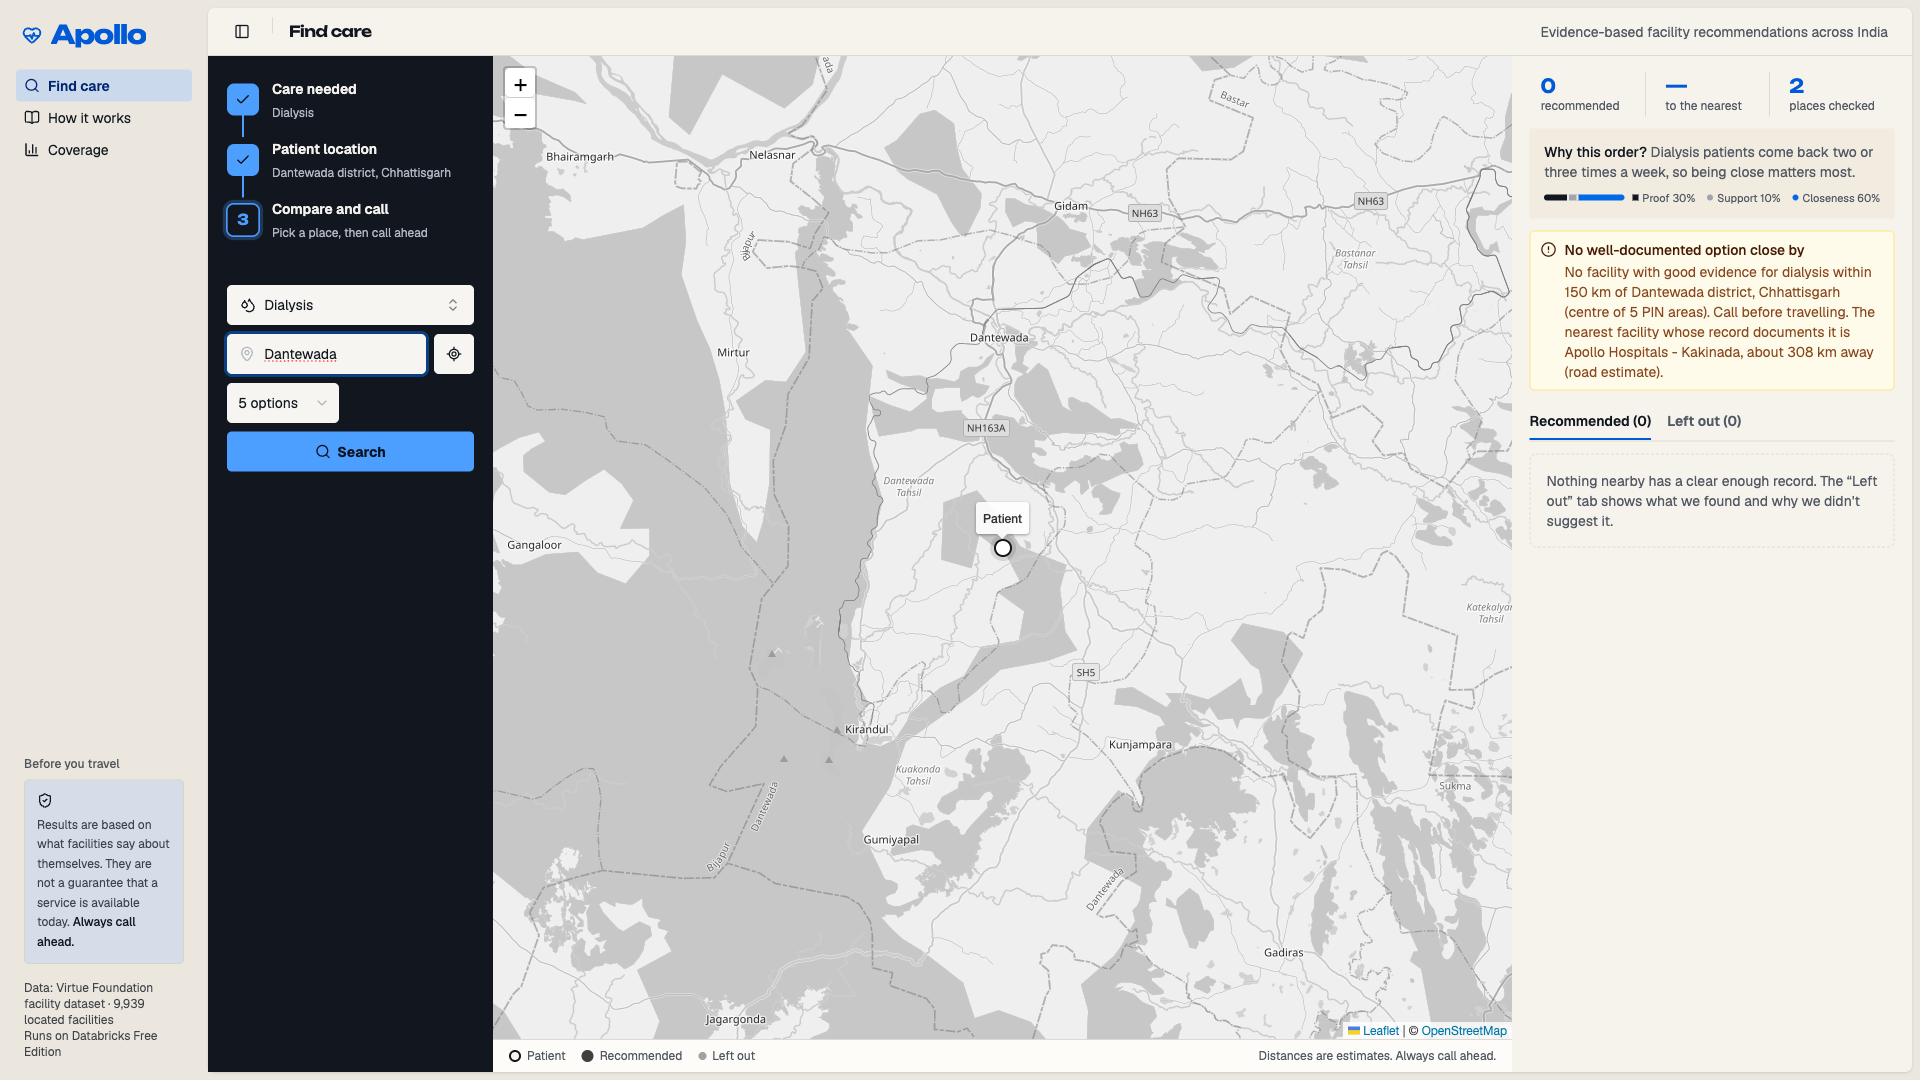 Apollo
Find care
How it works
Coverage
Before you travel
Results are based on
what facilities say about
themselves. They are
not a guarantee that a
service is available
today. Always call
ahead.
Data: Virtue Foundation
facility dataset · 9,939
located facilities
Runs on Databricks Free
Edition
Find care
Evidence-based facility recommendations across India
Care needed
Dialysis
Patient location
Dantewada district, Chhattisgarh
3
Compare and call
Pick a place, then call ahead
Dialysis
Dantewada
5 options
Search
+
−
Bastar
Bhairamgarh
Nelasnar
Gidam
NH63
NH63
Bijapur
Bastanar
Tahsil
Dantewada
Mirtur
NH163A
Dantewada
Tahsil
Patient
Gangaloor
Katekalyan
Tahsil
SH5
Kirandul
Kunjampara
Kuakonda
Tahsil
Sukma
Dantewada
Bijapur
Gumiyapal
Dantewada
Gadiras
Jagargonda
Leaflet | © OpenStreetMap
Patient
Recommended
Left out
Distances are estimates. Always call ahead.
0
recommended
—
to the nearest
2
places checked
Why this order? Dialysis patients come back two or
three times a week, so being close matters most.
Proof 30%
Support 10%
Closeness 60%
No well-documented option close by
No facility with good evidence for dialysis within
150 km of Dantewada district, Chhattisgarh
(centre of 5 PIN areas). Call before travelling. The
nearest facility whose record documents it is
Apollo Hospitals - Kakinada, about 308 km away
(road estimate).
Recommended (0)
Left out (0)
Nothing nearby has a clear enough record. The “Left
out” tab shows what we found and why we didn't
suggest it.